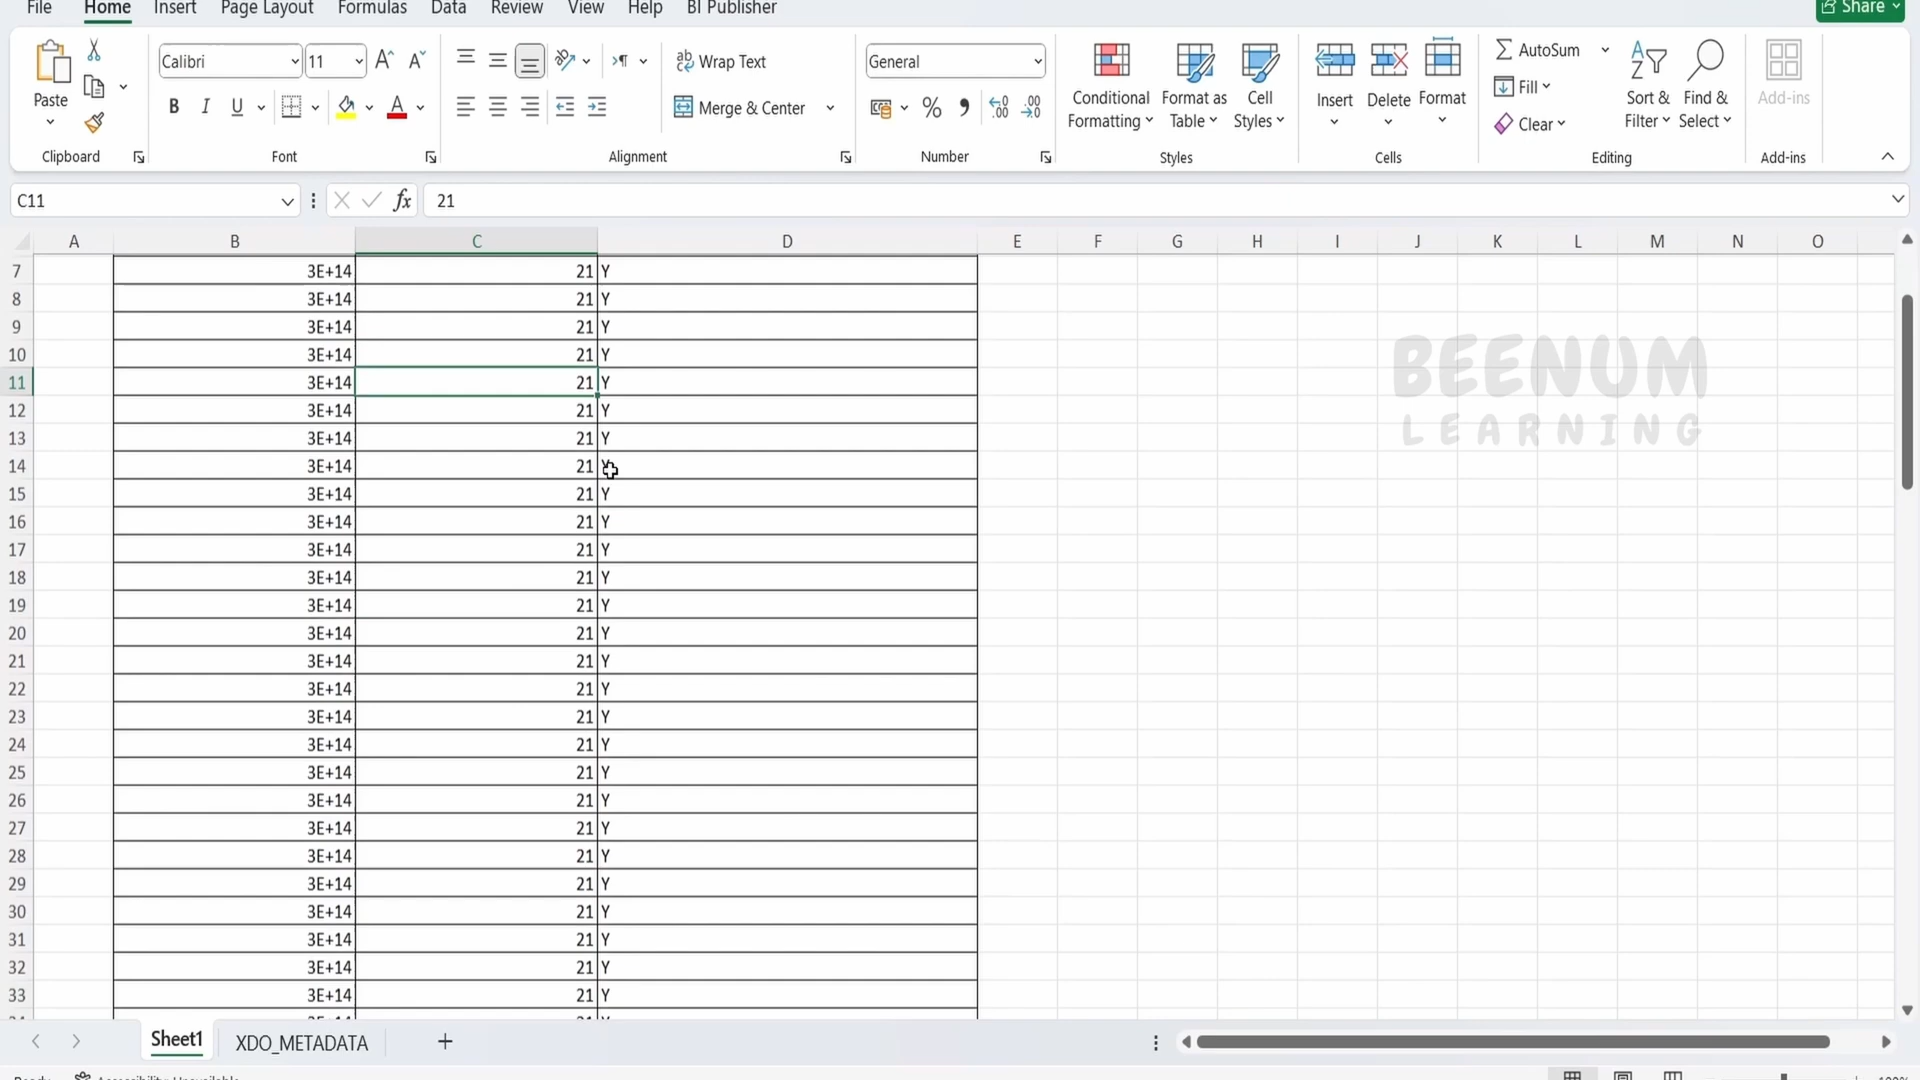 File Home Insert Page Layout Formulas Data Review View Help BI Publisher Share
Calibri 11 A A Wrap Text General AutoSum
Paste Conditional Formatting Format as Table Cell Styles Insert Delete Format Fill Sort & Filter Find & Select Add-ins
B I U A Merge & Center % .00 .00 Clear
Clipboard Font Alignment Number Styles Cells Editing Add-ins
C11 fx 21
A B C D E F G H I J K L M N O
7 3E+14 21 Y
8 3E+14 21 Y
9 3E+14 21 Y
10 3E+14 21 Y
11 3E+14 21 Y
12 3E+14 21 Y
13 3E+14 21 Y
14 3E+14 21
15 3E+14 21 Y
16 3E+14 21 Y
17 3E+14 21 Y
18 3E+14 21 Y
19 3E+14 21 Y
20 3E+14 21 Y
21 3E+14 21 Y
22 3E+14 21 Y
23 3E+14 21 Y
24 3E+14 21 Y
25 3E+14 21 Y
26 3E+14 21 Y
27 3E+14 21 Y
28 3E+14 21 Y
29 3E+14 21 Y
30 3E+14 21 Y
31 3E+14 21 Y
32 3E+14 21 Y
33 3E+14 21 Y
BEENUM
LEARNING
Sheet1 XDO_METADATA +